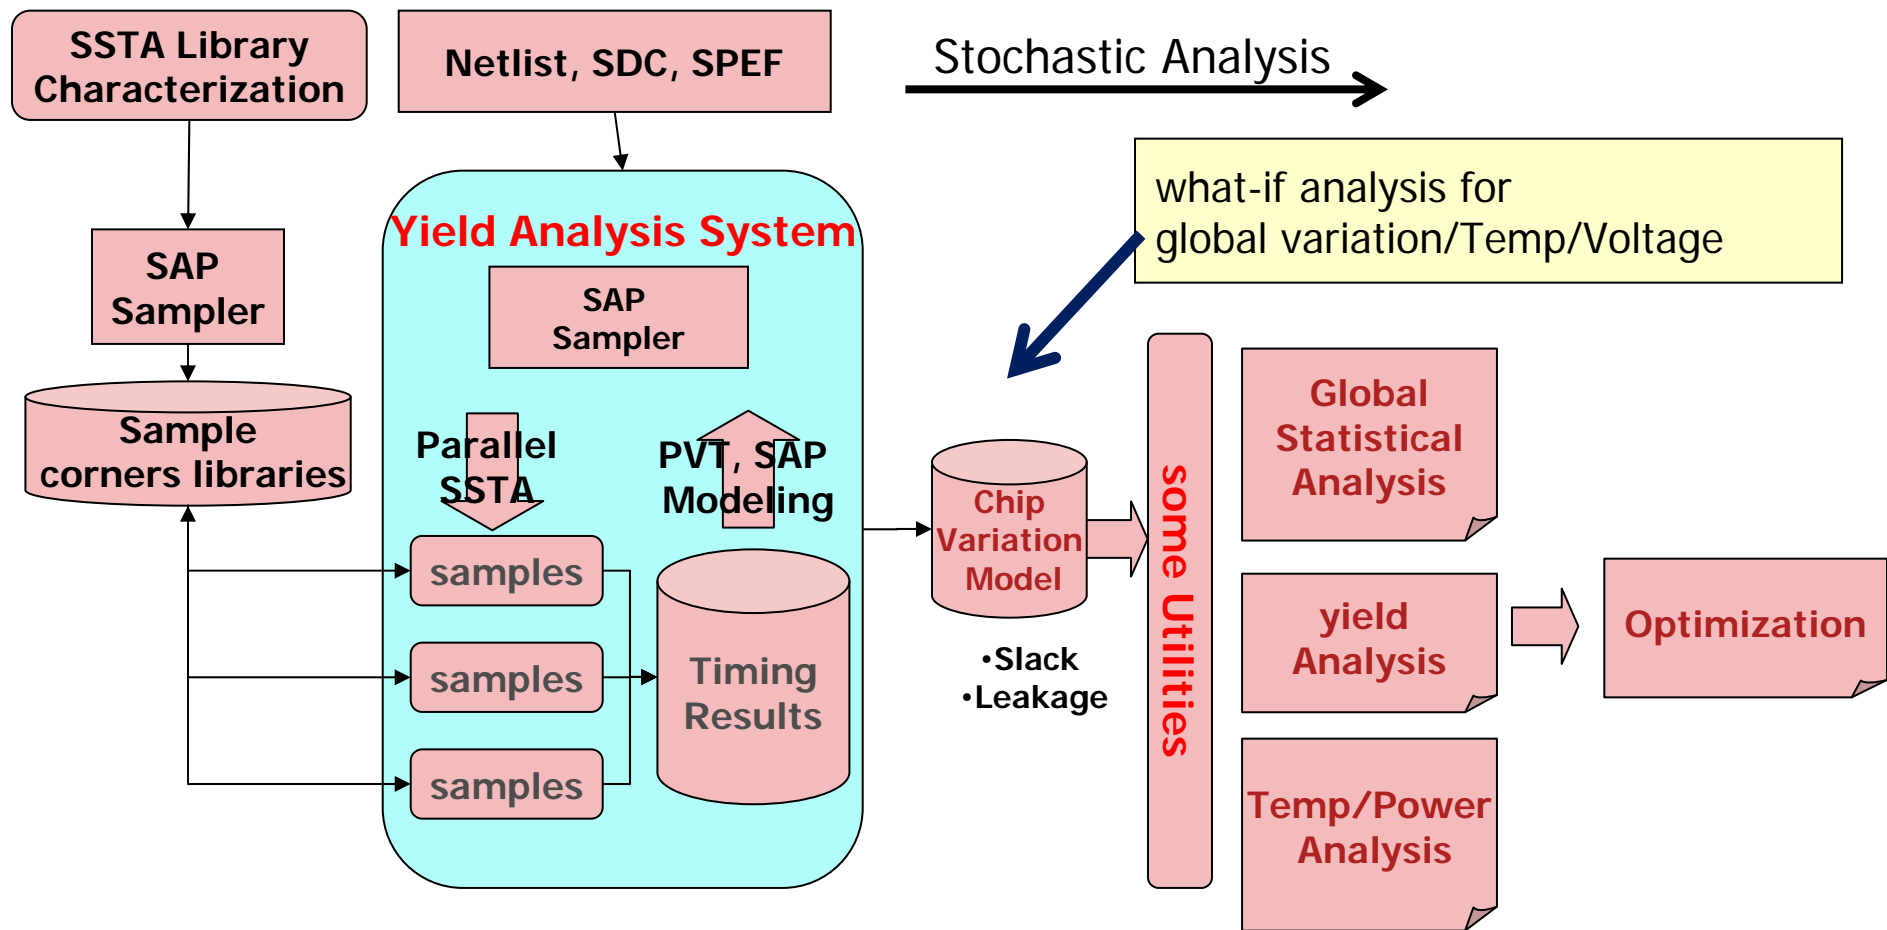 SSTA Library
Characterization
Netlist, SDC, SPEF
Stochastic Analysis
what-if analysis for
global variation/Temp/Voltage
SAP
Sampler
Sample
corners libraries
Yield Analysis System
SAP
Sampler
Parallel
SSTA
PVT, SAP
Modeling
samples
samples
samples
Timing
Results
Chip
Variation
Model
•Slack
•Leakage
some Utilities
Global
Statistical
Analysis
yield
Analysis
Temp/Power
Analysis
Optimization